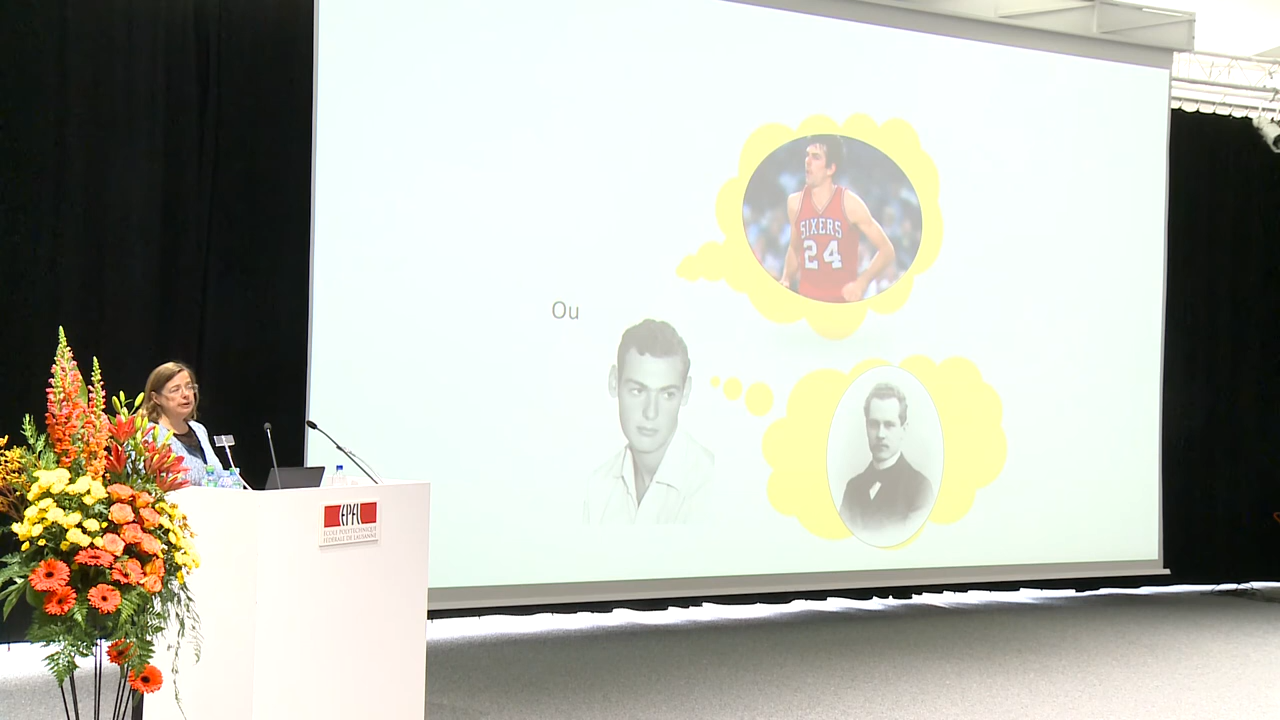 SIXERS
24
Ou
EPFL
ECOLE POLYTECHNIQUE
FEDERALE DE LAUSANNE